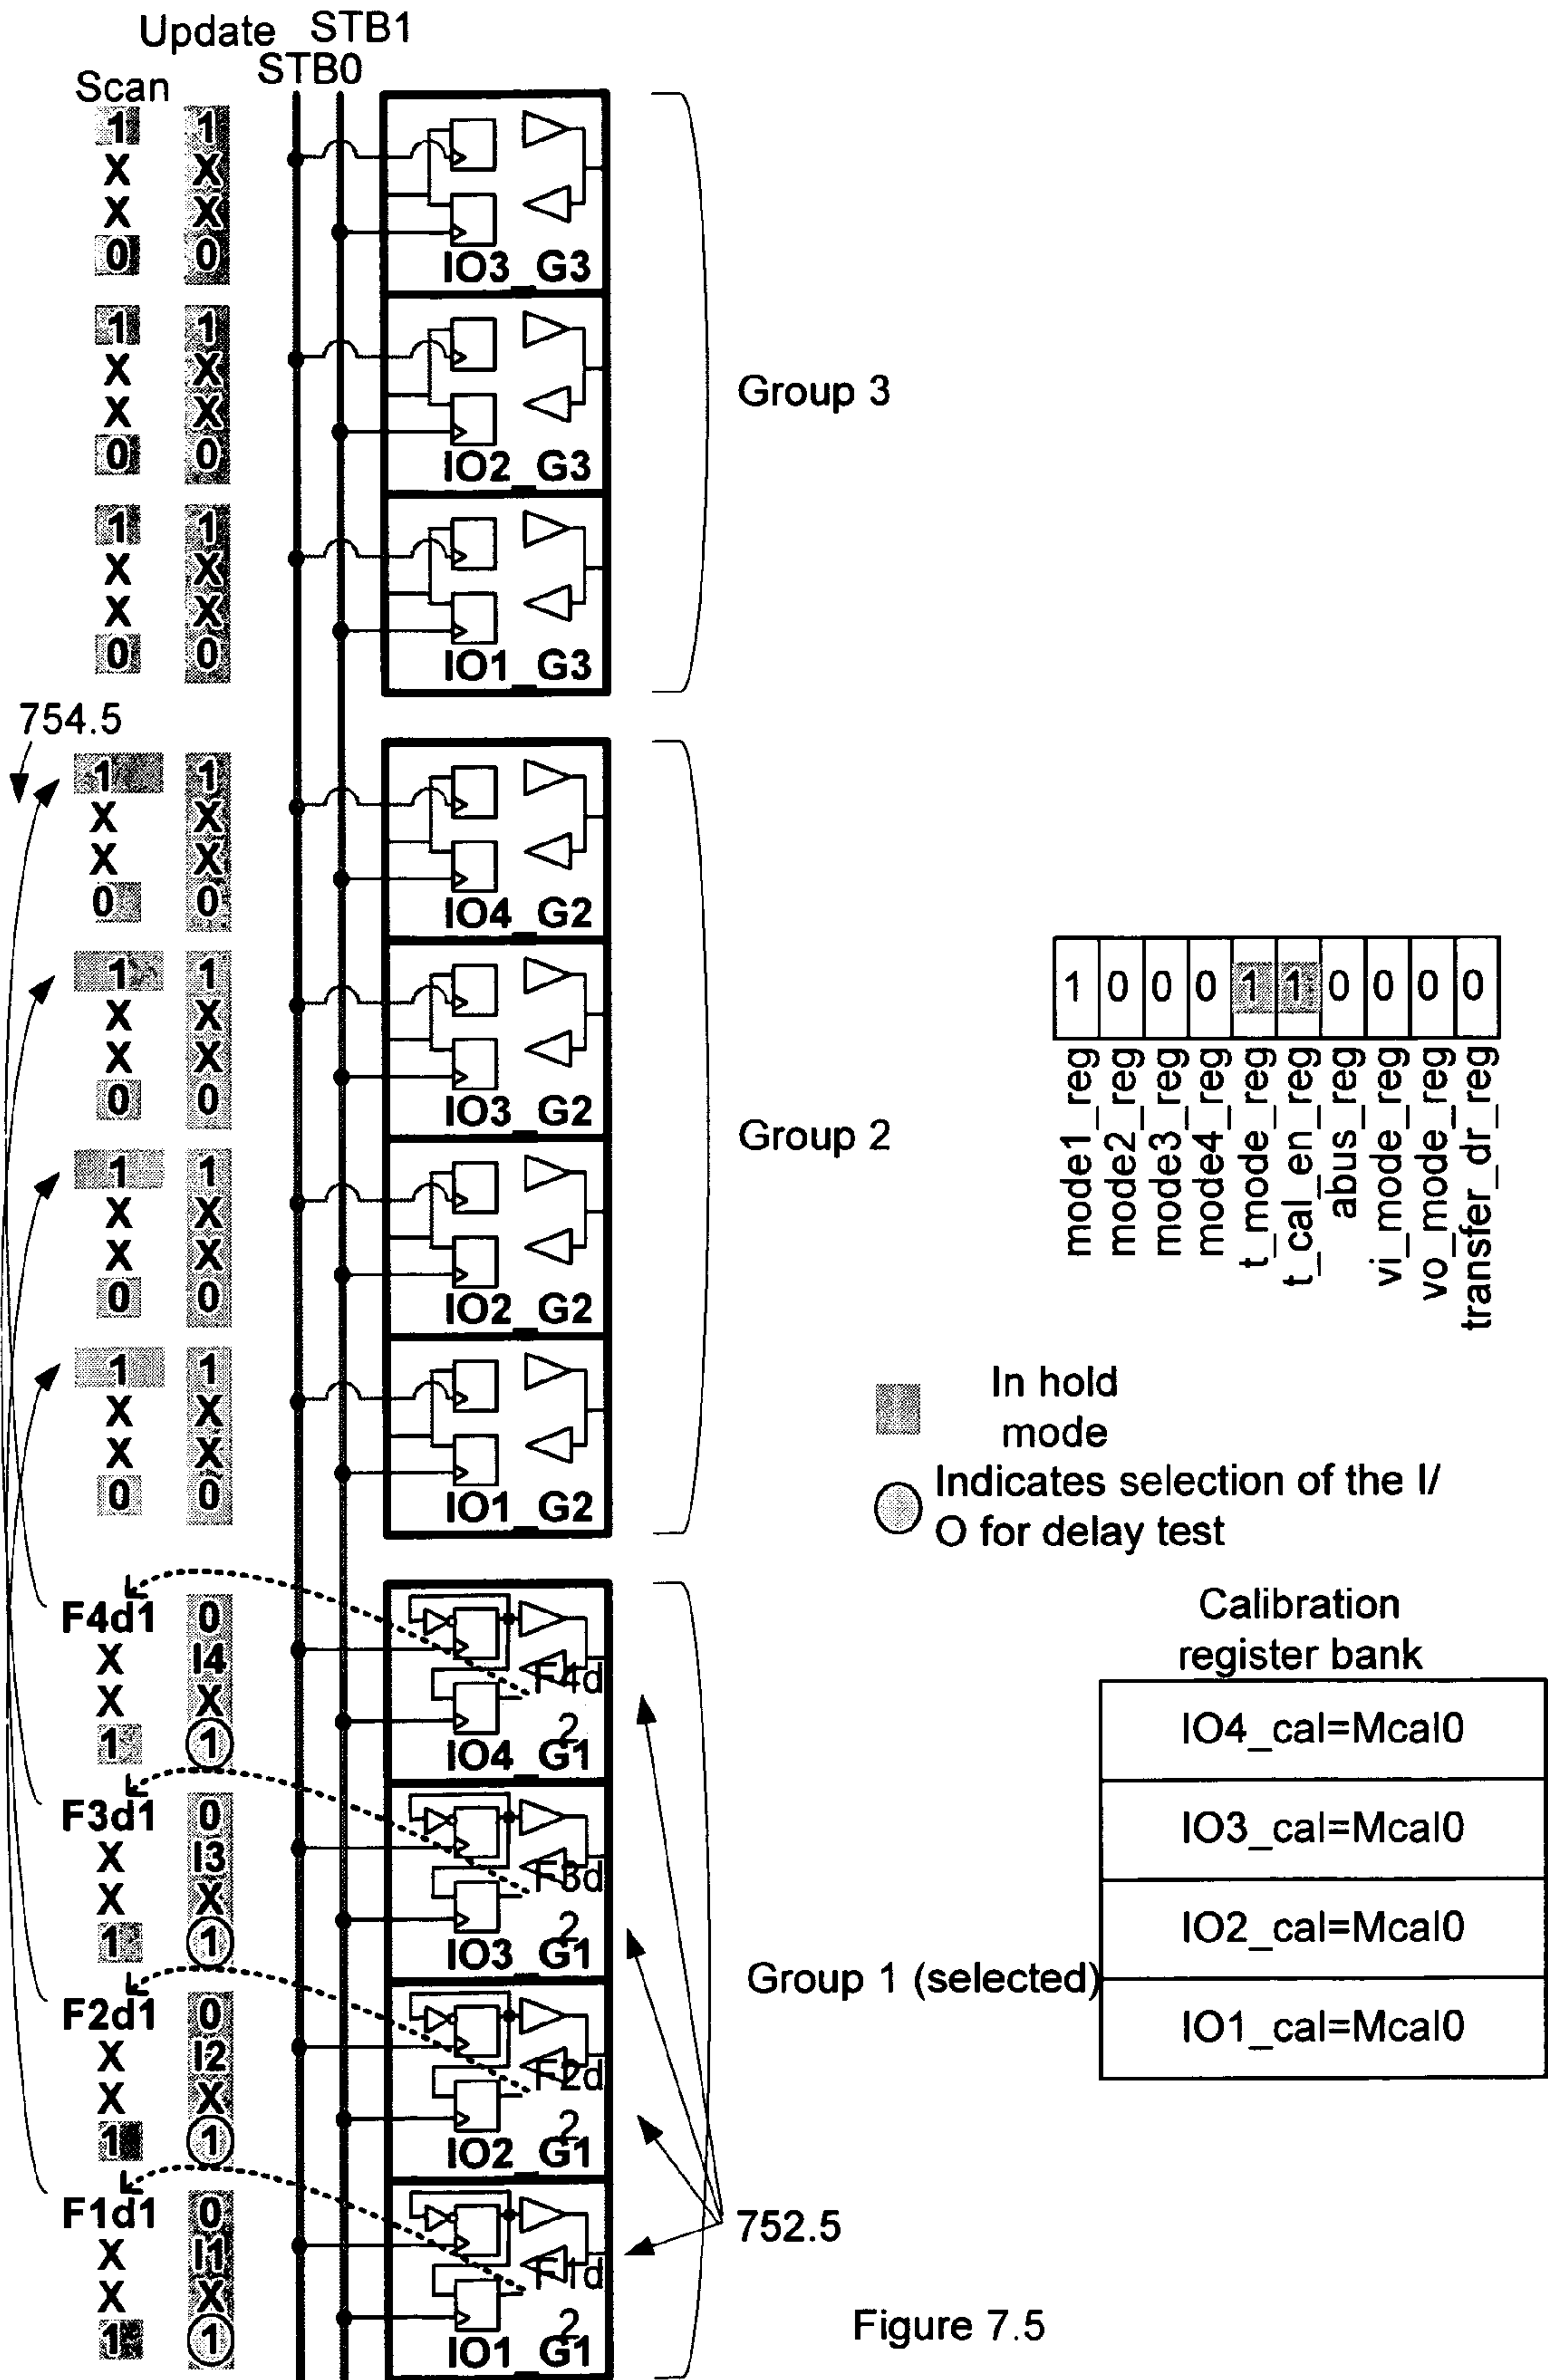 Update STB1
STB0
Scan
1 1
X X
X X
0 0
IO3_G3
1 1
X X
X X
0 0
IO2_G3
Group 3
1 1
X X
X X
0 0
IO1_G3
754.5
1 1
X X
X X
0 0
IO4_G2
1 1
X X
X X
0 0
IO3_G2
Group 2
1 1
X X
X X
0 0
IO2_G2
1 1
X X
X X
0 0
IO1_G2
1 0 0 0 1 1 0 0 0 0
mode1_reg
mode2_reg
mode3_reg
mode4_reg
t_mode_reg
t_cal_en_reg
abus_reg
vi_mode_reg
vo_mode_reg
transfer_dr_reg
In hold
mode
Indicates selection of the I/
O for delay test
F4d1 0
X I4
X X
1 1
F4d
2
IO4_G1
F3d1 0
X I3
X X
1 1
F3d
2
IO3_G1
Group 1 (selected)
F2d1 0
X I2
X X
1 1
F2d
2
IO2_G1
F1d1 0
X I1
X X
1 1
F1d
2
IO1_G1
752.5
Calibration
register bank
IO4_cal=Mcal0
IO3_cal=Mcal0
IO2_cal=Mcal0
IO1_cal=Mcal0
Figure 7.5